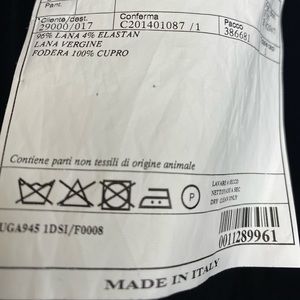 Pant.
Cliente/dest.
Conferma
Pacco
29000/017
C201401087 /1
386681
96% LANA 4% ELASTAN
LANA VERGINE
FODERA 100% CUPRO
Contiene parti non tessili di origine animale
P
LAVARE A SECCO
NETTOYAGE A SEC
DRY CLEAN ONLY
UGA945 1DSI/F0008
0011289961
MADE IN ITALY